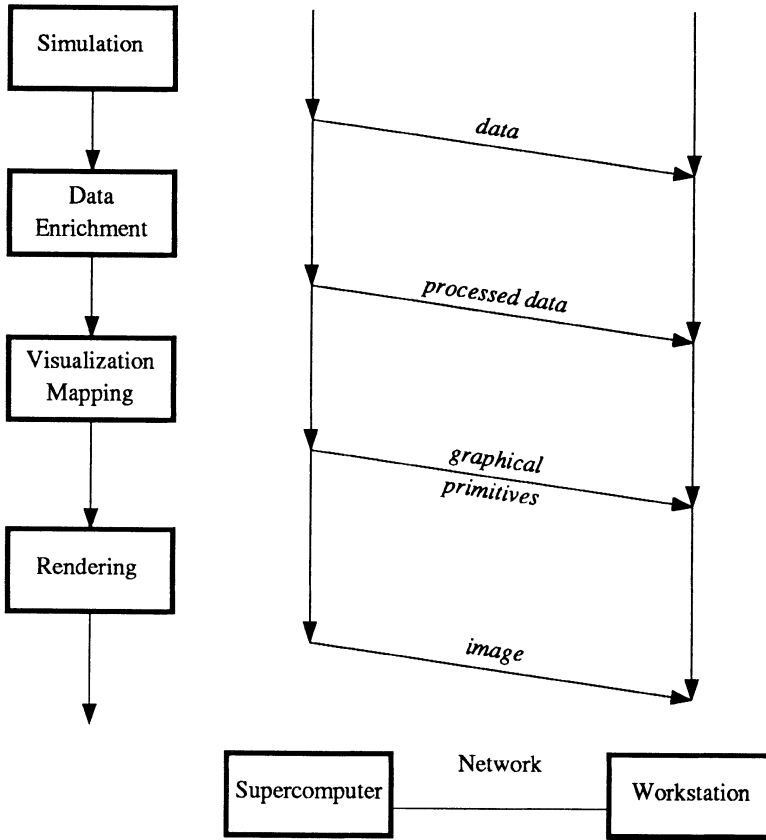 Simulation
data
Data
Enrichment
processed data
Visualization
Mapping
graphical
primitives
Rendering
image
Network
Supercomputer
Workstation